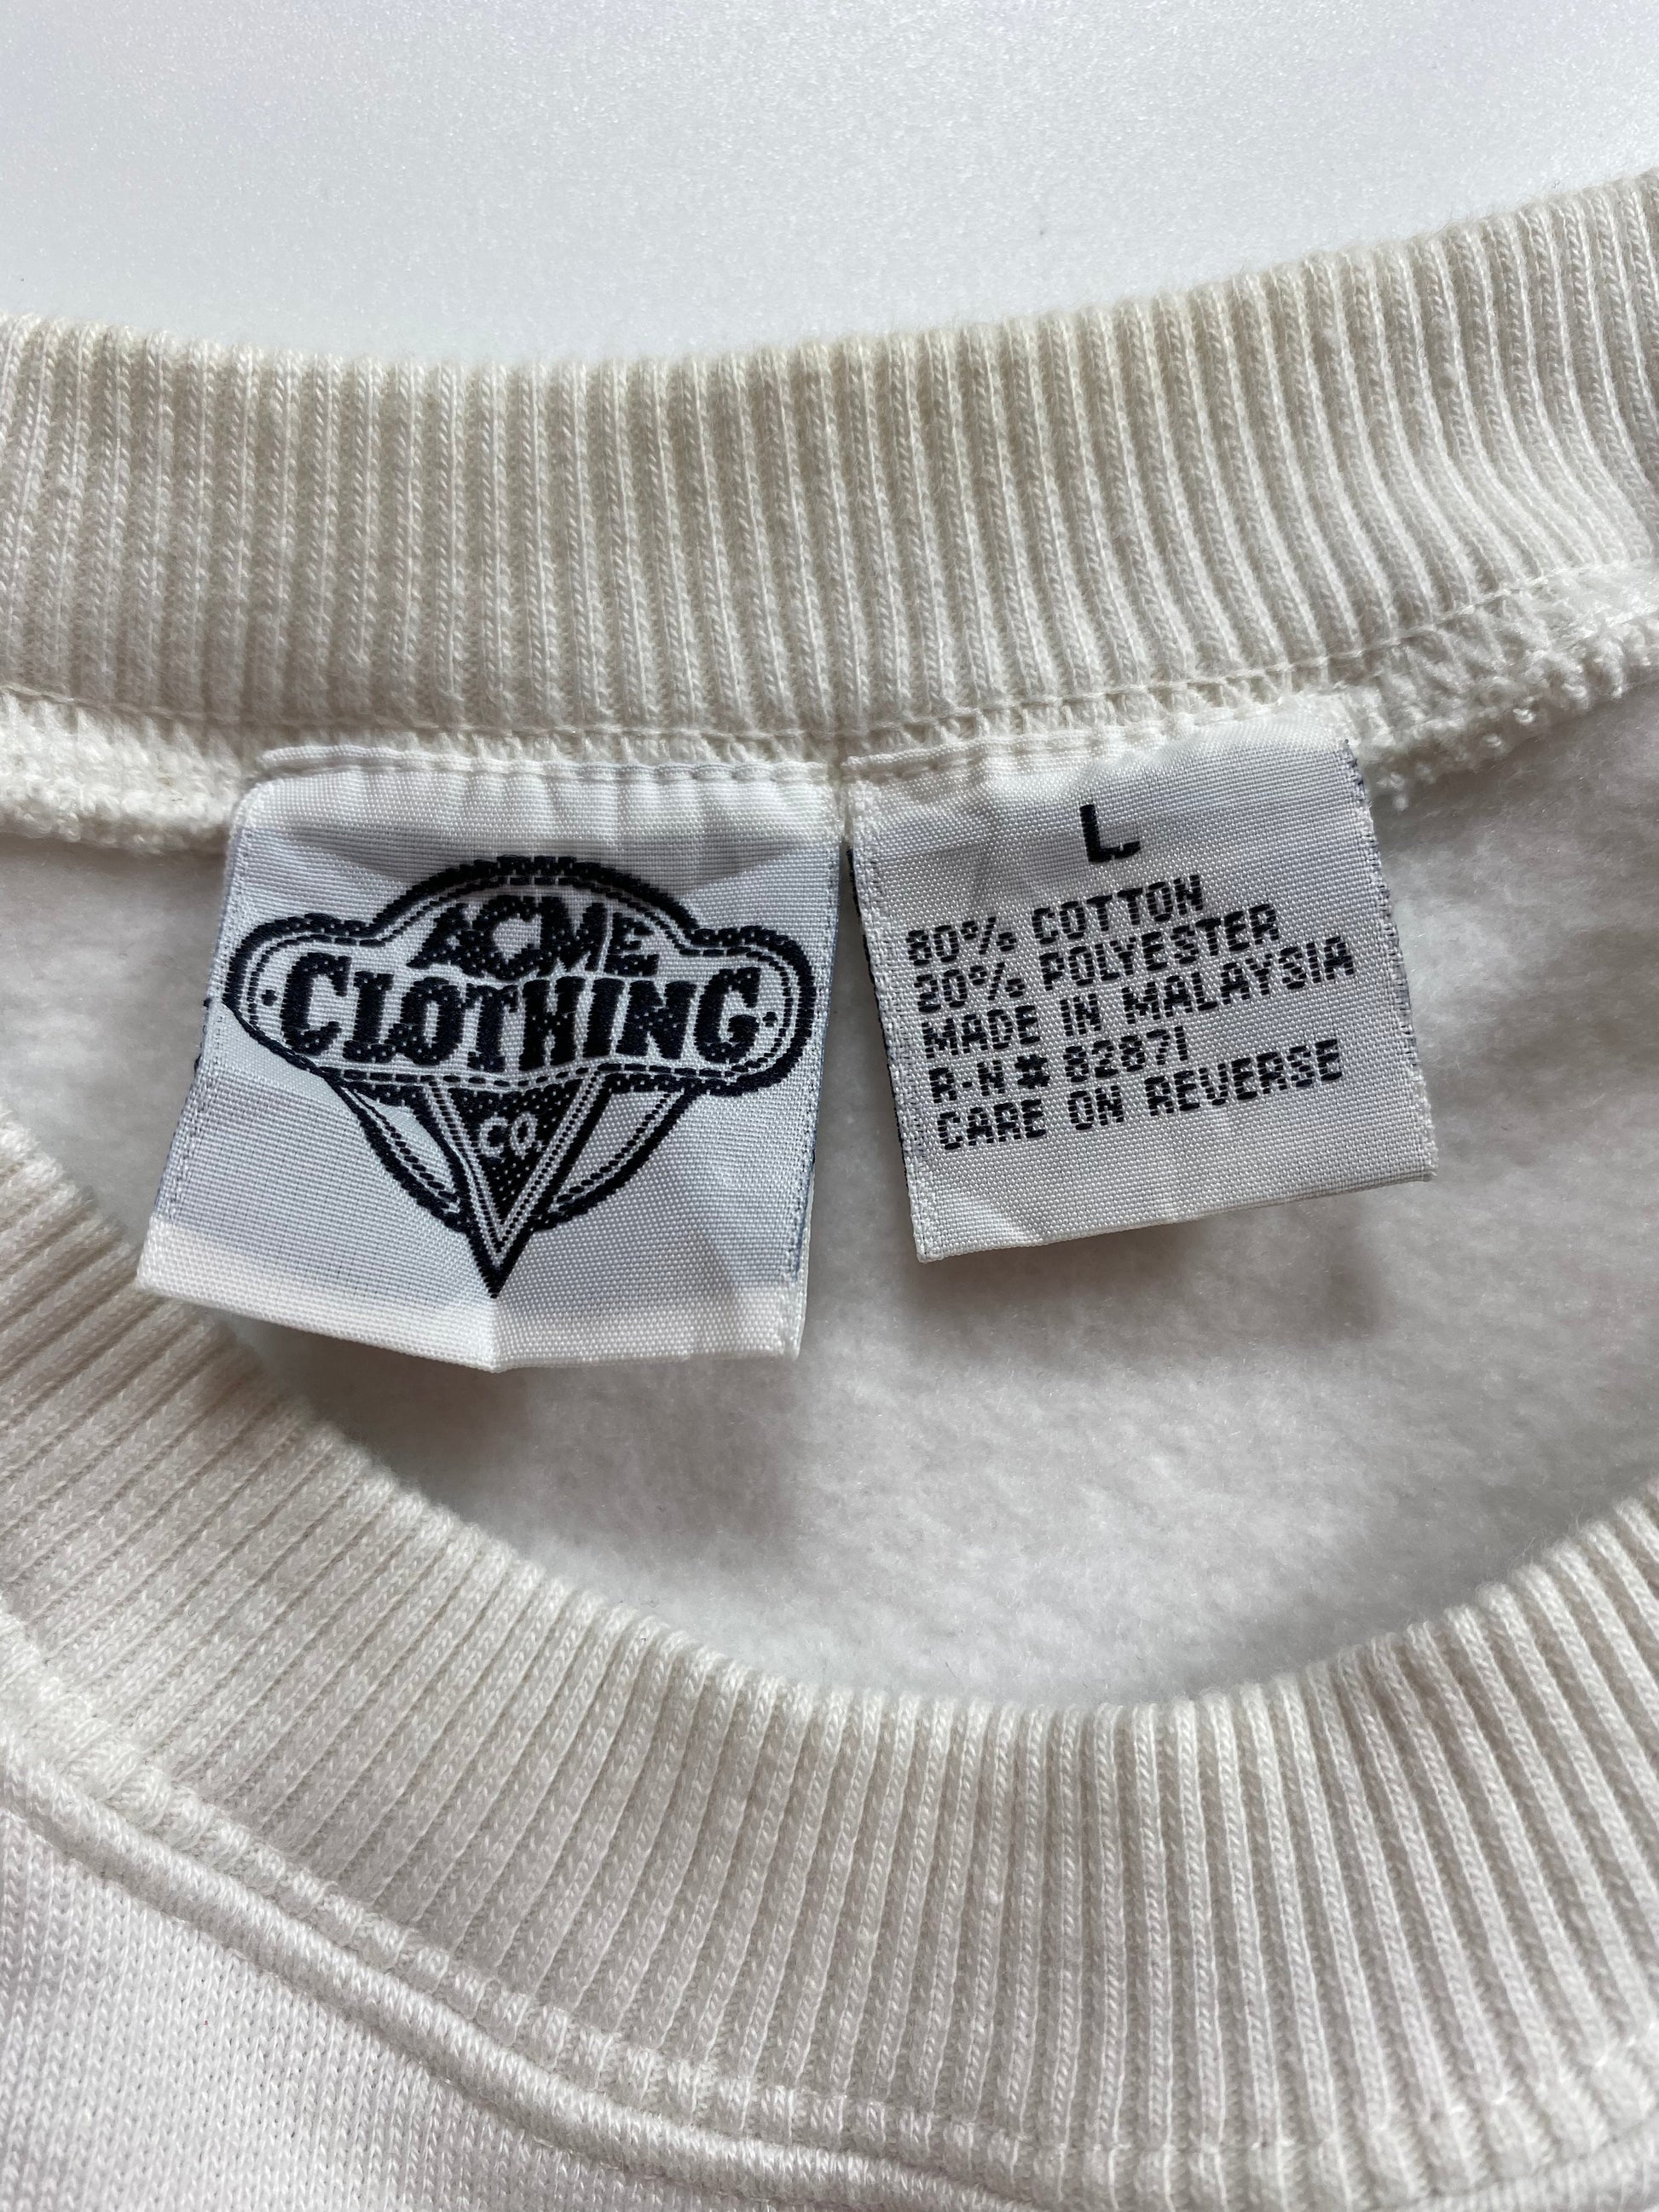 ACME
CLOTHING
CO.
L
80% COTTON
20% POLYESTER
MADE IN MALAYSIA
R-N# 82871
CARE ON REVERSE